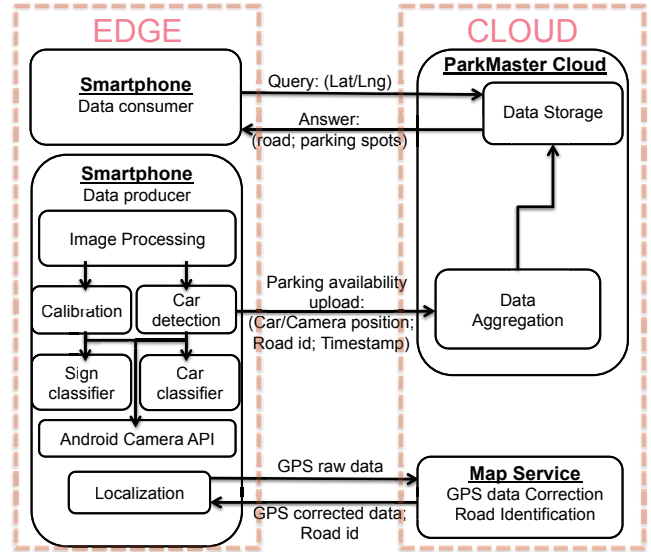 EDGE
CLOUD
Smartphone
Data consumer
Query: (Lat/Lng)
Answer:
(road; parking spots)
ParkMaster Cloud
Data Storage
Smartphone
Data producer
Image Processing
Calibration
Car
detection
Sign
classifier
Car
classifier
Android Camera API
Localization
Parking availability
upload:
(Car/Camera position;
Road id; Timestamp)
Data
Aggregation
GPS raw data
GPS corrected data;
Road id
Map Service
GPS data Correction
Road Identification